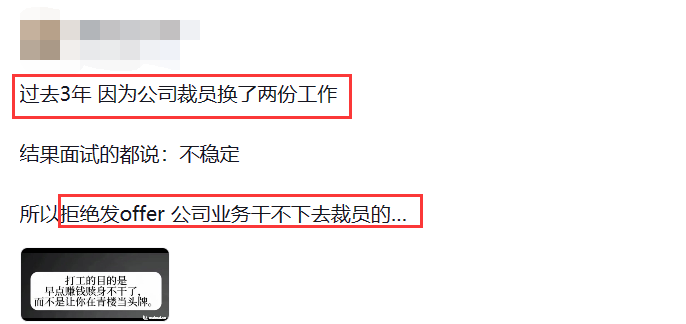 过去3年 因为公司裁员换了两份工作
结果面试的都说：不稳定
所以拒绝发offer 公司业务干不下去裁员的...
打工的目的是
早点赚钱赎身不干了,
而不是让你在青楼当头牌。